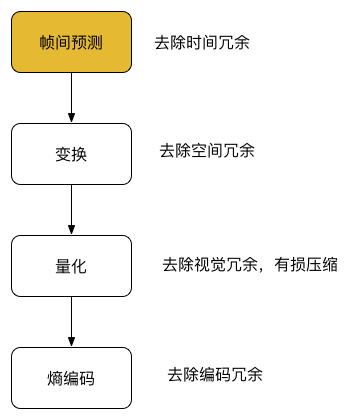 帧间预测
去除时间冗余
变换
去除空间冗余
量化
去除视觉冗余，有损压缩
熵编码
去除编码冗余